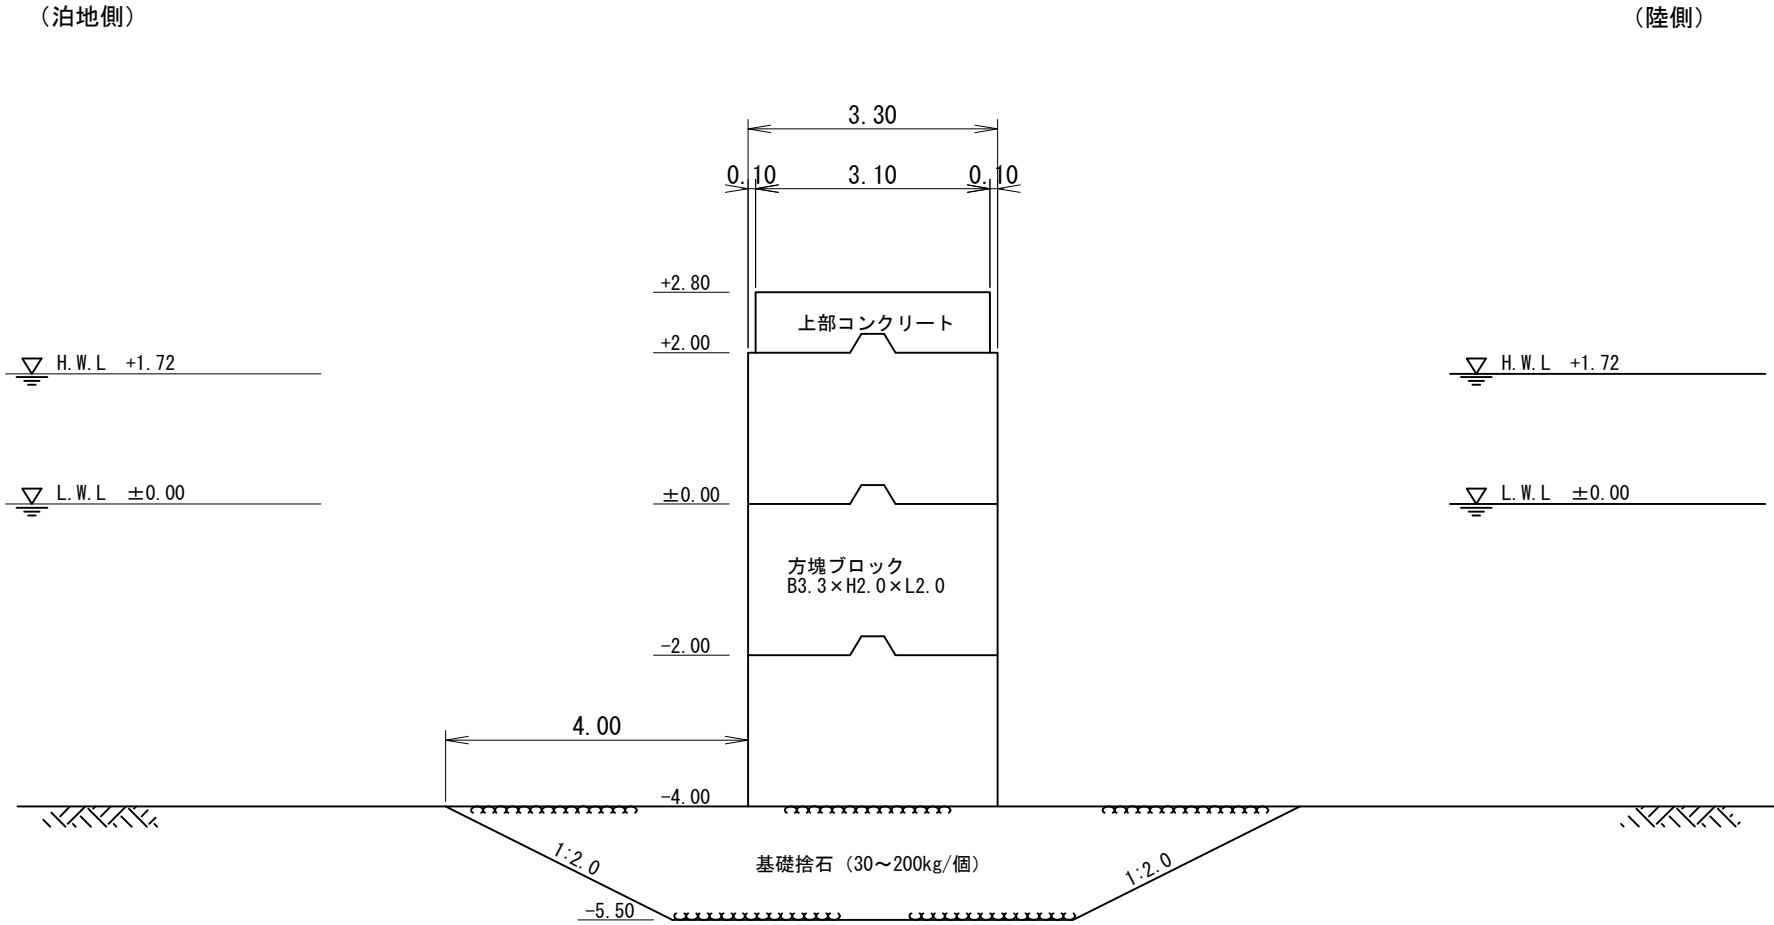 (泊地側)
(陸側)
3.30
0.10
3.10
0.10
+2.80
上部コンクリート
+2.00
H.W.L +1.72
H.W.L +1.72
L.W.L ±0.00
±0.00
L.W.L ±0.00
方塊ブロック
B3.3×H2.0×L2.0
-2.00
4.00
-4.00
1:2.0
基礎捨石 (30~200kg/個)
1:2.0
-5.50